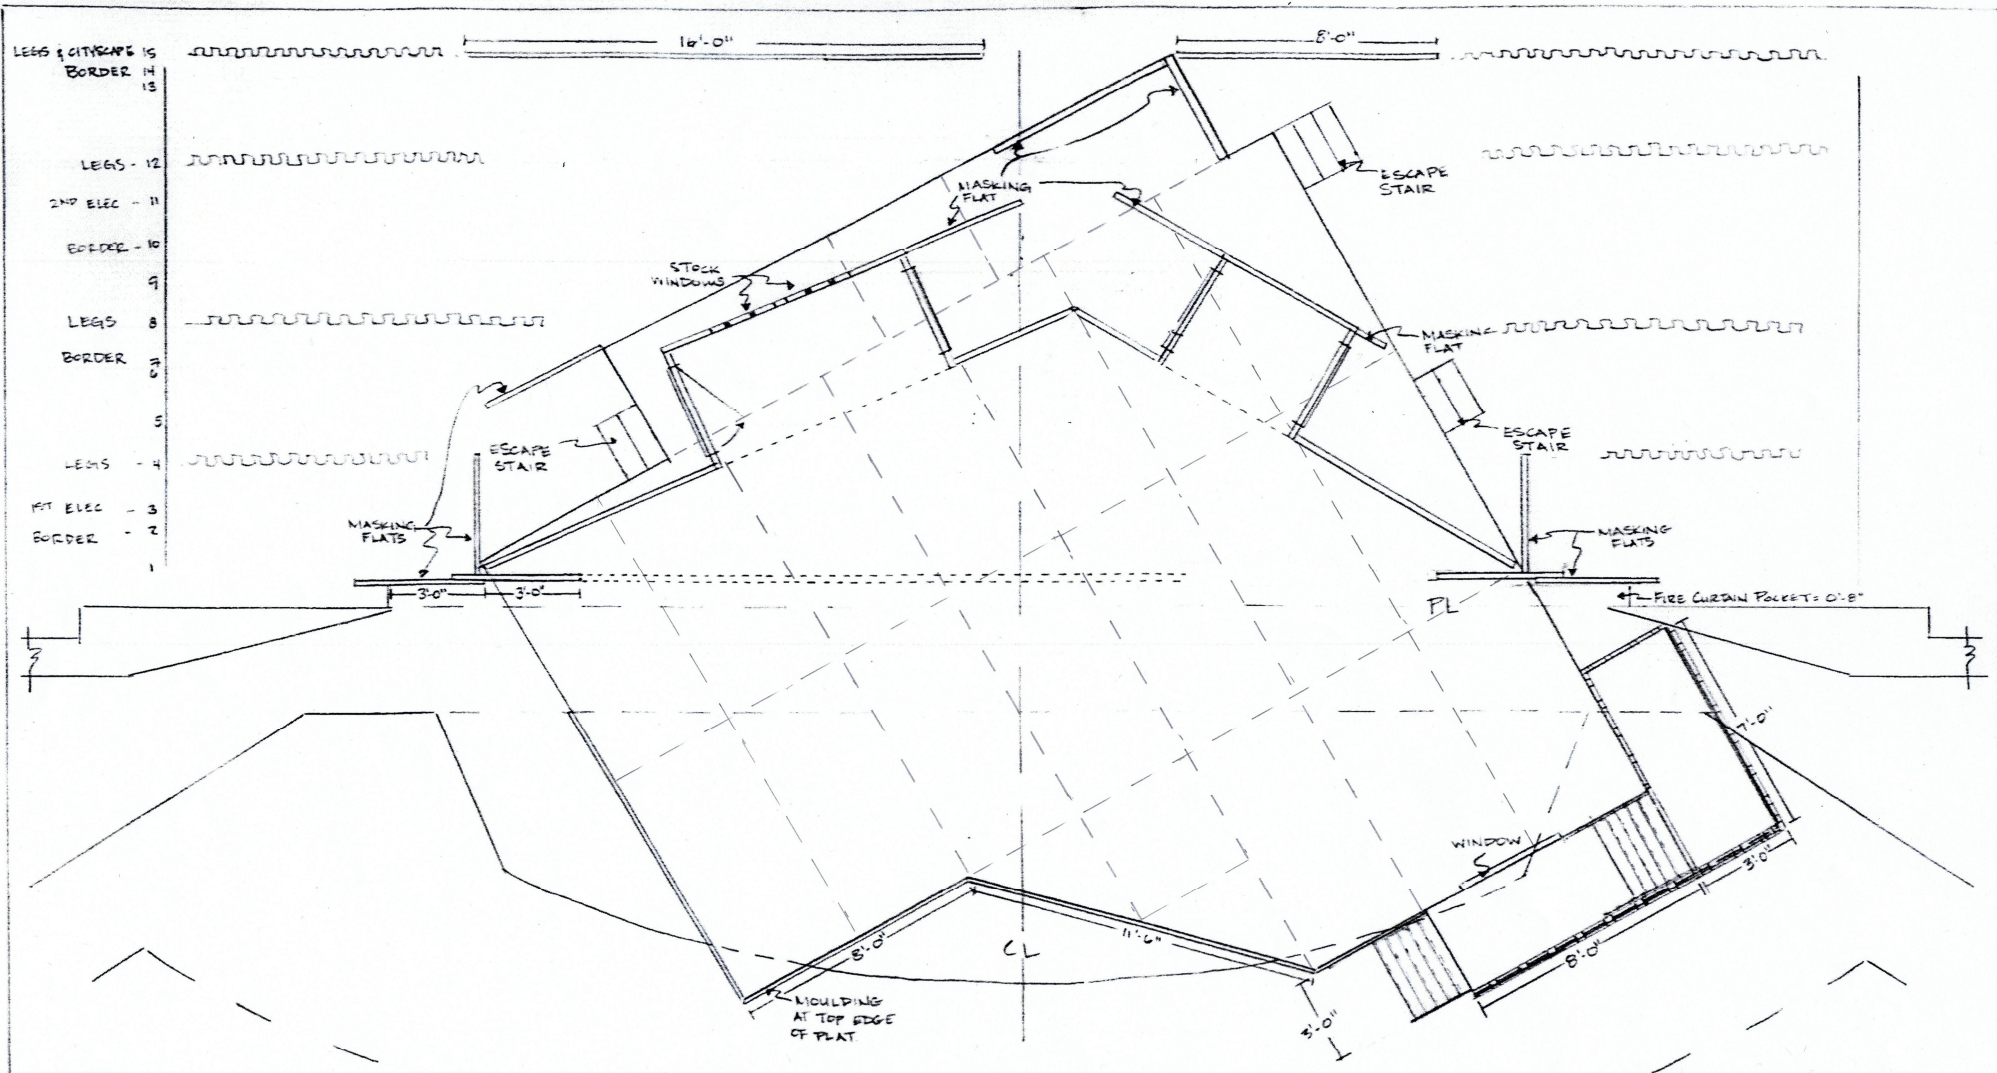 LEGS & CITYSCAPE 15
BORDER 14
13
LEGS - 12
2ND ELEC - 11
BORDER - 10
9
LEGS 8
BORDER 7
6
5
LEGS - 4
1ST ELEC - 3
BORDER - 2
1
16'-0"
8'-0"
MASKING
FLAT
ESCAPE
STAIR
STOCK
WINDOWS
MASKING
FLAT
ESCAPE
STAIR
ESCAPE
STAIR
MASKING
FLATS
MASKING
FLATS
3'-0"
3'-0"
PL
FIRE CURTAIN POCKET = 0'-8"
7'-0"
WINDOW
3'-0"
8'-0"
11'-6"
CL
8'-0"
3'-0"
MOULDING
AT TOP EDGE
OF PLAT